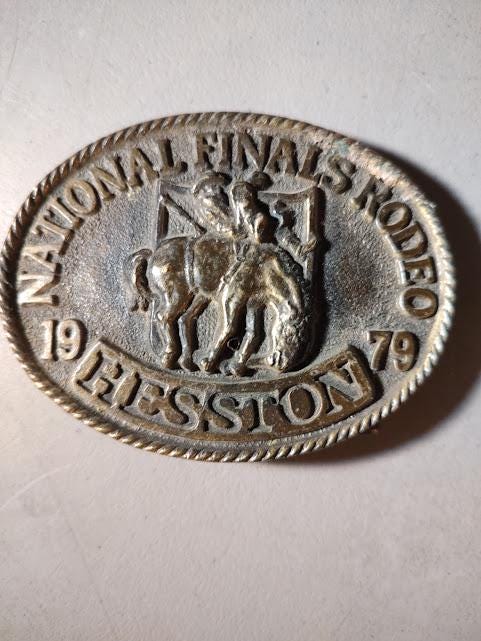 NATIONAL FINALS RODEO
19 79
HESSTON